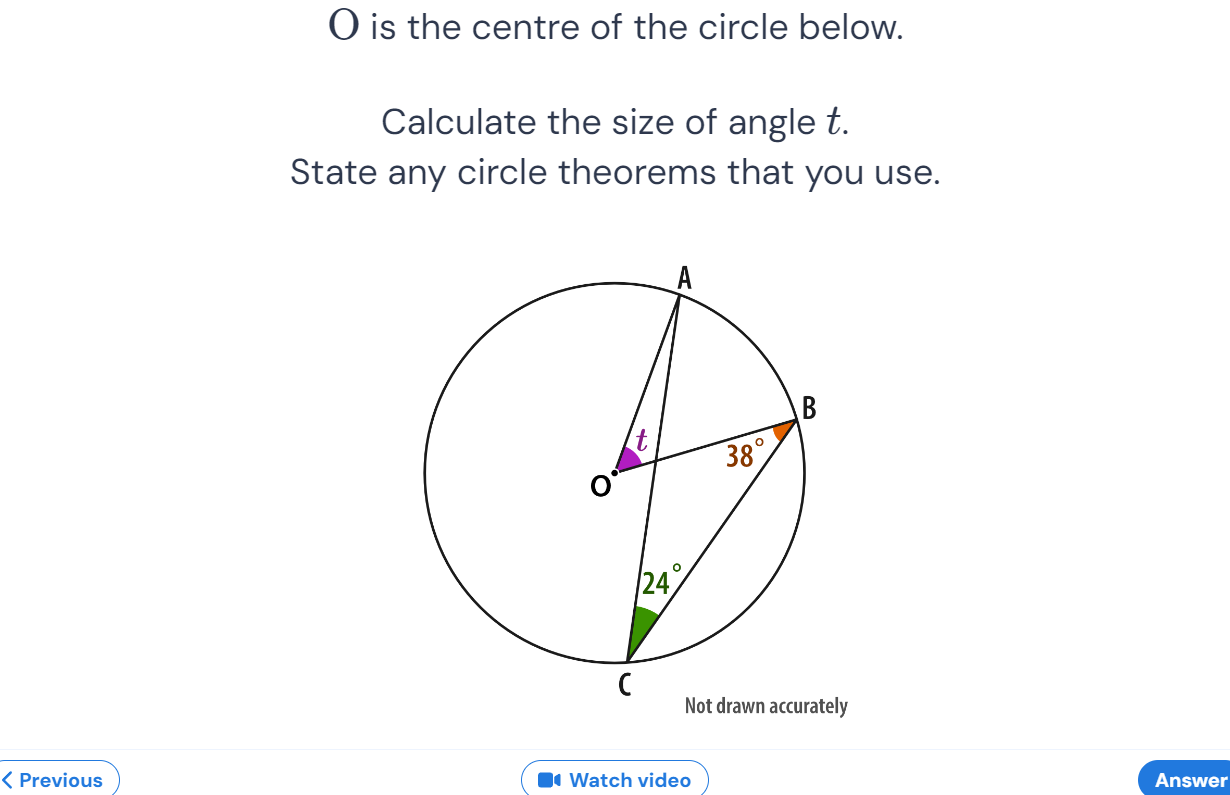 O is the centre of the circle below.
Calculate the size of angle t.
State any circle theorems that you use.
A
B
t
38°
O
24°
C
Not drawn accurately
Previous
Watch video
Answer